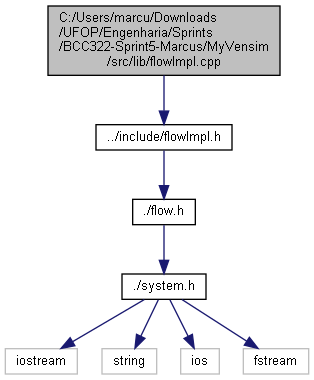 C:/Users/marcu/Downloads
/UFOP/Engenharia/Sprints
/BCC322-Sprint5-Marcus/MyVensim
/src/lib/flowImpl.cpp
../include/flowImpl.h
./flow.h
./system.h
iostream
string
ios
fstream